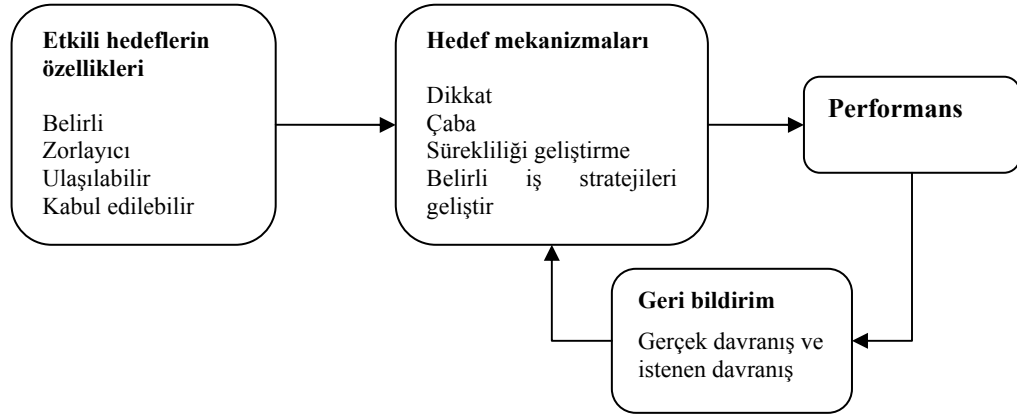 Etkili hedeflerin
özellikleri
Belirli
Zorlayıcı
Ulaşılabilir
Kabul edilebilir
Hedef mekanizmaları
Dikkat
Çaba
Sürekliliği geliştirme
Belirli iş stratejileri
geliştir
Performans
Geri bildirim
Gerçek davranış ve
istenen davranış